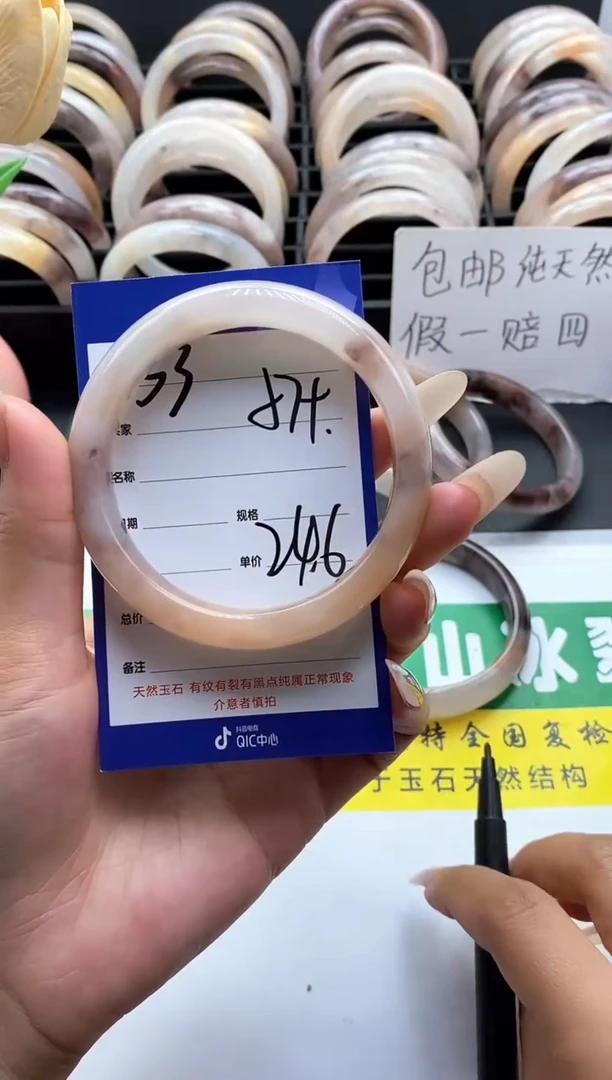 包邮 纯天然
假一赔四
家
名称
期
规格
单价 24.6
总价
备注
天然玉石 有纹有裂有黑点纯属正常现象
介意者慎拍
抖音电商
QIC中心
山冰
持全国复检
于玉石天然结构